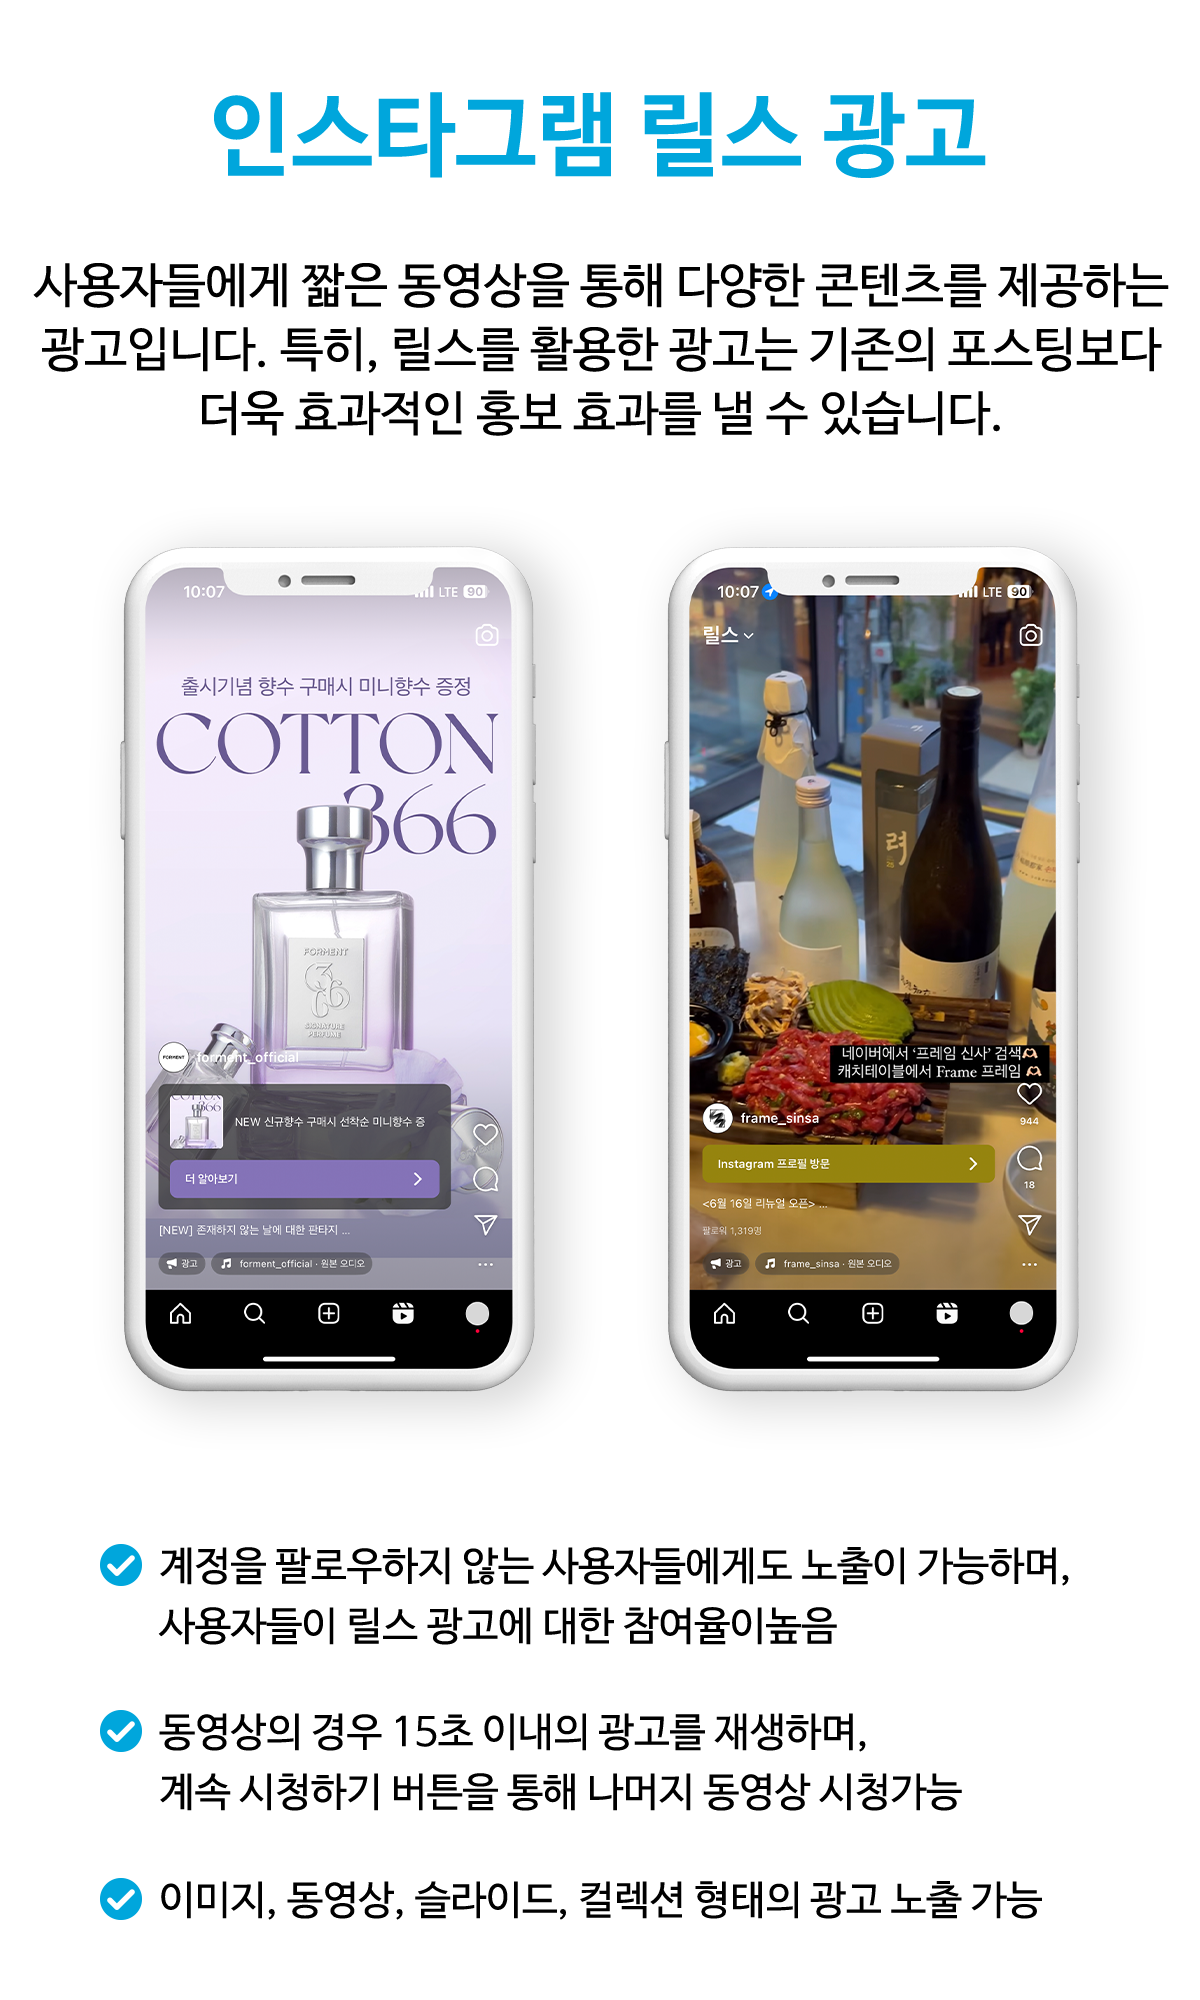 인스타그램 릴스 광고
사용자들에게 짧은 동영상을 통해 다양한 콘텐츠를 제공하는
광고입니다. 특히, 릴스를 활용한 광고는 기존의 포스팅보다
더욱 효과적인 홍보 효과를 낼 수 있습니다.
10:07 LTE 90
출시기념 향수 구매시 미니향수 증정
COTTON
366
FORMENT
366
SIGNATURE
PERFUME
FORMENT forment_official
COTTON
366
NEW 신규향수 구매시 선착순 미니향수 증
더 알아보기
[NEW] 존재하지 않는 날에 대한 판타지 ...
광고 forment_official · 원본 오디오
10:07 LTE 90
릴스
려
네이버에서 ‘프레임 신사’ 검색🫶
캐치테이블에서 Frame 프레임 🫶
944
frame_sinsa
Instagram 프로필 방문
18
<6월 16일 리뉴얼 오픈> ...
팔로워 1,319명
광고 frame_sinsa · 원본 오디오
계정을 팔로우하지 않는 사용자들에게도 노출이 가능하며,
사용자들이 릴스 광고에 대한 참여율이높음
동영상의 경우 15초 이내의 광고를 재생하며,
계속 시청하기 버튼을 통해 나머지 동영상 시청가능
이미지, 동영상, 슬라이드, 컬렉션 형태의 광고 노출 가능